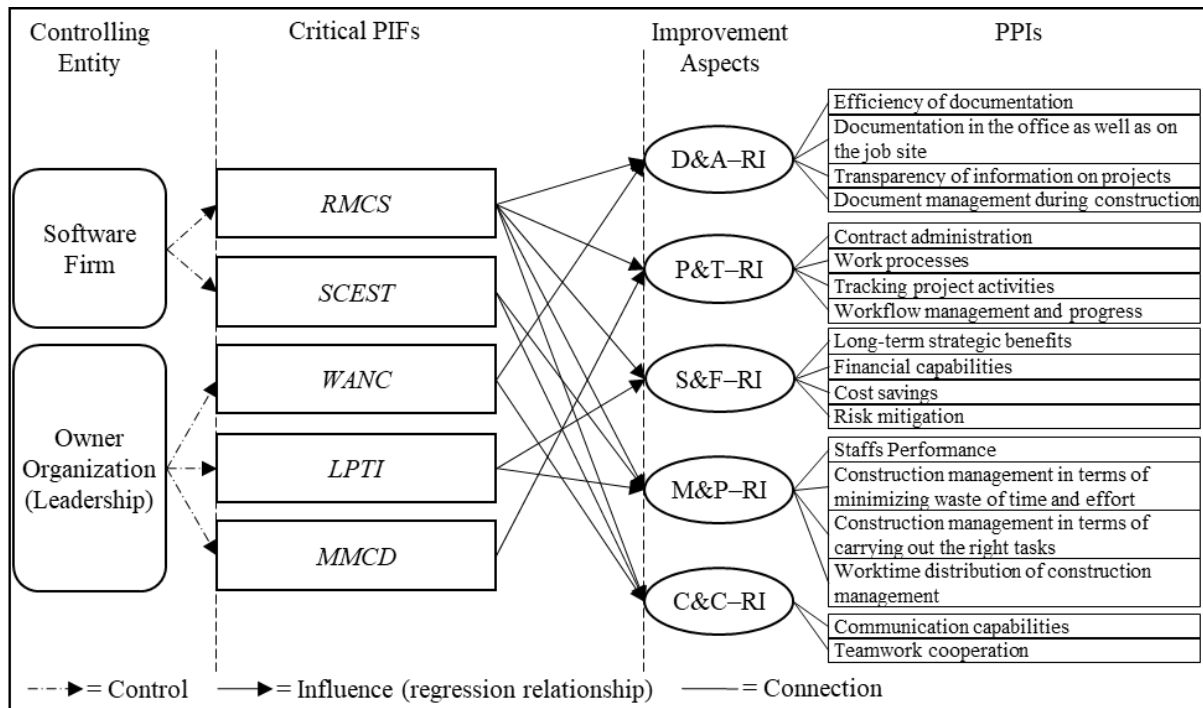 Controlling
Entity
Critical PIFs
Improvement
Aspects
PPIs
Software
Firm
Owner
Organization
(Leadership)
RMCS
SCEST
WANC
LPTI
MMCD
D&A–RI
P&T–RI
S&F–RI
M&P–RI
C&C–RI
Efficiency of documentation
Documentation in the office as well as on
the job site
Transparency of information on projects
Document management during construction
Contract administration
Work processes
Tracking project activities
Workflow management and progress
Long-term strategic benefits
Financial capabilities
Cost savings
Risk mitigation
Staffs Performance
Construction management in terms of
minimizing waste of time and effort
Construction management in terms of
carrying out the right tasks
Worktime distribution of construction
management
Communication capabilities
Teamwork cooperation
= Control
= Influence (regression relationship)
= Connection